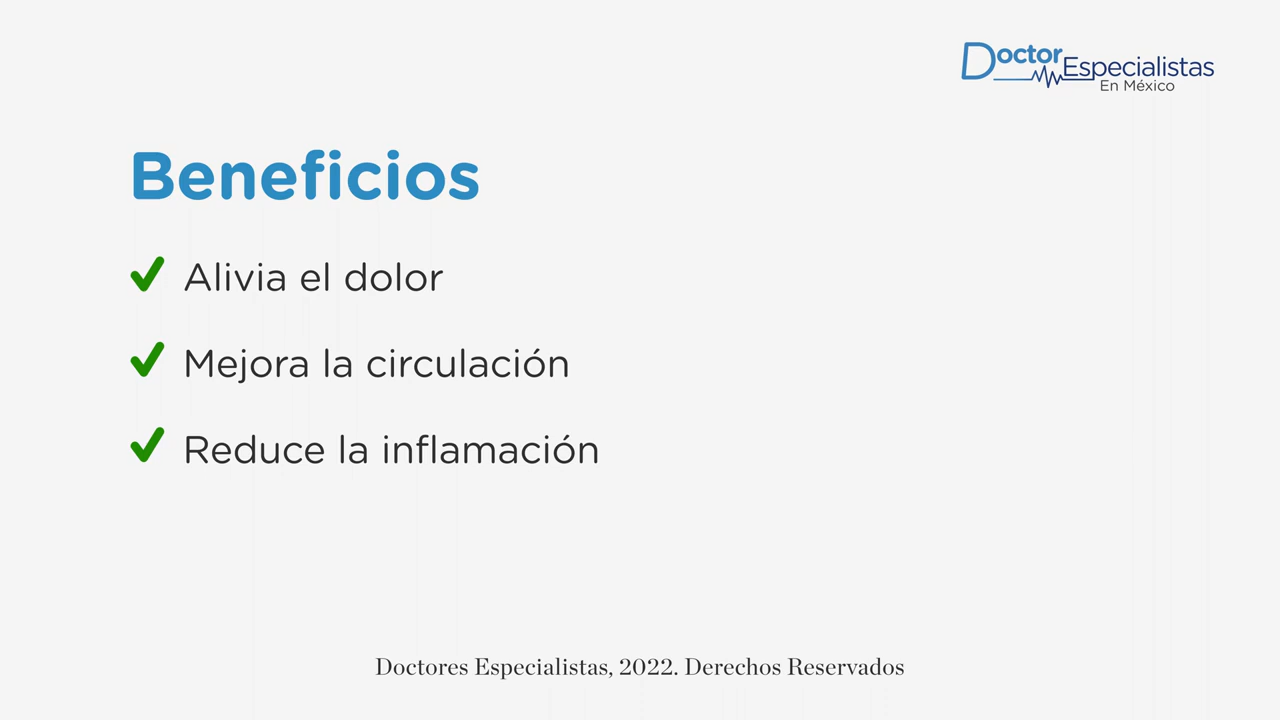 Doctor Especialistas
En México
Beneficios
Alivia el dolor
Mejora la circulación
Reduce la inflamación
Doctores Especialistas, 2022. Derechos Reservados